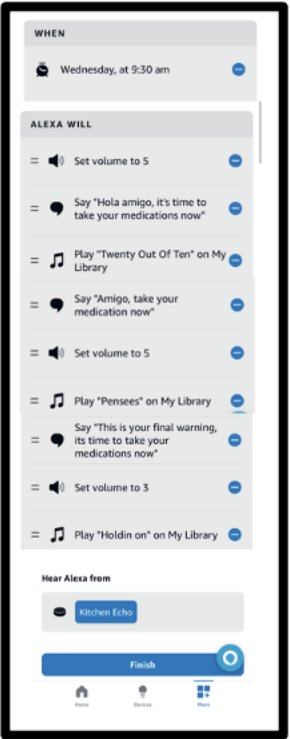 WHEN
Wednesday, at 9:30 am
ALEXA WILL
Set volume to 5
Say "Hola amigo, it's time to
take your medications now"
Play "Twenty Out Of Ten" on My
Library
Say "Amigo, take your
medication now"
Set volume to 5
Play "Pensees" on My Library
Say "This is your final warning,
its time to take your
medications now"
Set volume to 3
Play "Holdin on" on My Library
Hear Alexa from
Kitchen Echo
Finish
Home
Devices
More